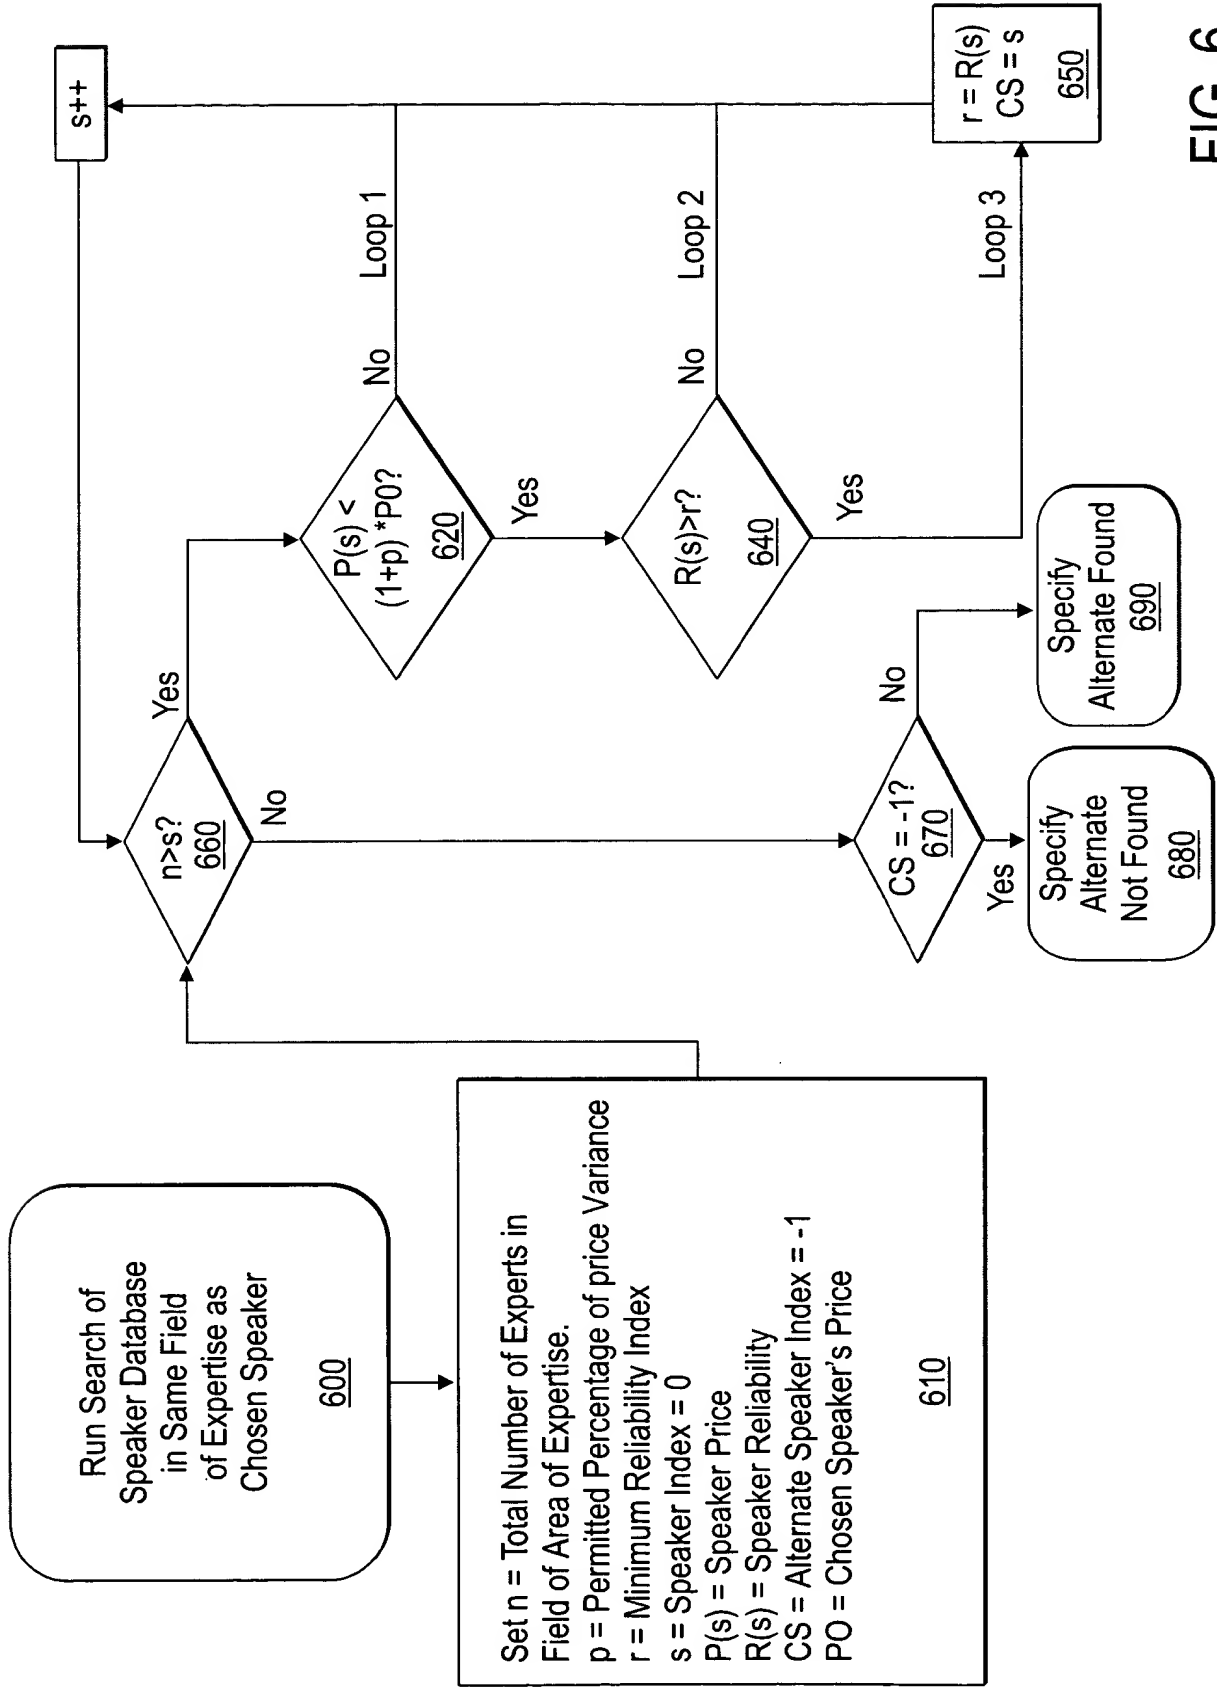 Run Search of
Speaker Database
in Same Field
of Expertise as
Chosen Speaker
600
Set n = Total Number of Experts in
Field of Area of Expertise.
p = Permitted Percentage of price Variance
r = Minimum Reliability Index
s = Speaker Index = 0
P(s) = Speaker Price
R(s) = Speaker Reliability
CS = Alternate Speaker Index = -1
PO = Chosen Speaker's Price
610
n>s?
660
Yes
No
s++
P(s) <
(1+p) *P0?
620
No
Loop 1
Yes
R(s)>r?
640
No
Loop 2
Yes
Loop 3
r = R(s)
CS = s
650
CS = -1?
670
No
Yes
Specify
Alternate
Not Found
680
Specify
Alternate Found
690
FIG. 6